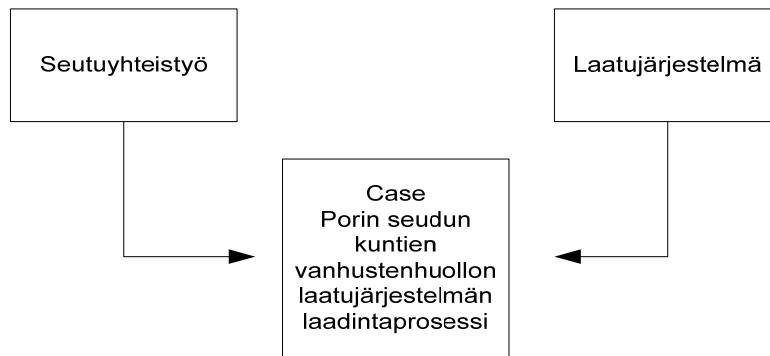 Seutuyhteistyö
Laatujärjestelmä
Case
Porin seudun
kuntien
vanhustenhuollon
laatujärjestelmän
laadintaprosessi